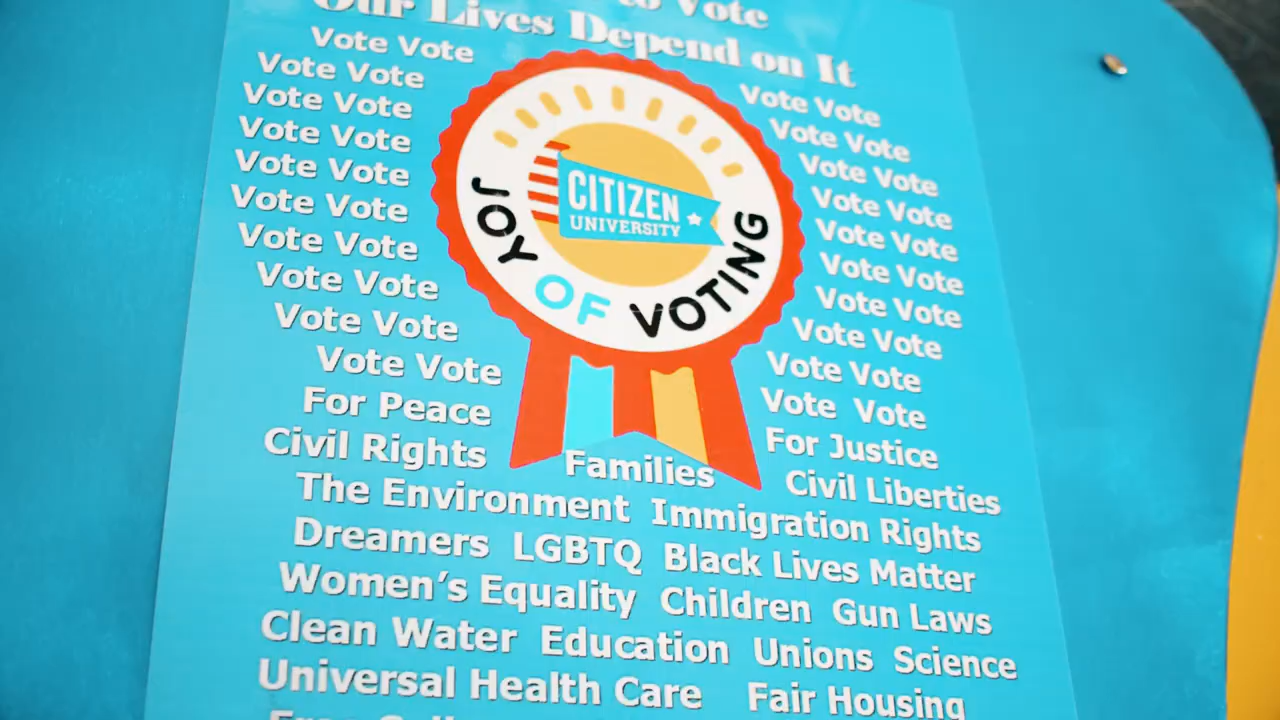 to Vote
Our Lives Depend on It
Vote Vote
Vote Vote
Vote Vote
Vote Vote
Vote Vote
Vote Vote
Vote Vote
Vote Vote
Vote Vote
Vote Vote
CITIZEN
UNIVERSITY
JOY OF VOTING
Vote Vote
Vote Vote
Vote Vote
Vote Vote
Vote Vote
Vote Vote
Vote Vote
Vote Vote
Vote Vote
Vote Vote
For Peace
For Justice
Civil Rights Families Civil Liberties
The Environment Immigration Rights
Dreamers LGBTQ Black Lives Matter
Women's Equality Children Gun Laws
Clean Water Education Unions Science
Universal Health Care Fair Housing